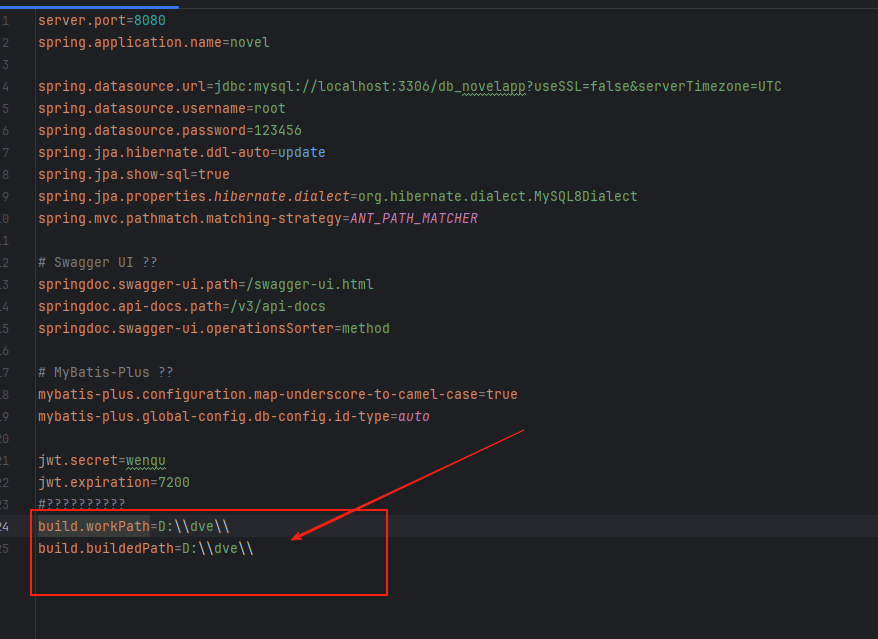 1 server.port=8080
2 spring.application.name=novel
3
4 spring.datasource.url=jdbc:mysql://localhost:3306/db_novelapp?useSSL=false&serverTimezone=UTC
5 spring.datasource.username=root
6 spring.datasource.password=123456
7 spring.jpa.hibernate.ddl-auto=update
8 spring.jpa.show-sql=true
9 spring.jpa.properties.hibernate.dialect=org.hibernate.dialect.MySQL8Dialect
10 spring.mvc.pathmatch.matching-strategy=ANT_PATH_MATCHER
11
12 # Swagger UI ??
13 springdoc.swagger-ui.path=/swagger-ui.html
14 springdoc.api-docs.path=/v3/api-docs
15 springdoc.swagger-ui.operationsSorter=method
16
17 # MyBatis-Plus ??
18 mybatis-plus.configuration.map-underscore-to-camel-case=true
19 mybatis-plus.global-config.db-config.id-type=auto
20
21 jwt.secret=wenqu
22 jwt.expiration=7200
23 #??????????
24 build.workPath=D:\\dve\\
25 build.buildedPath=D:\\dve\\